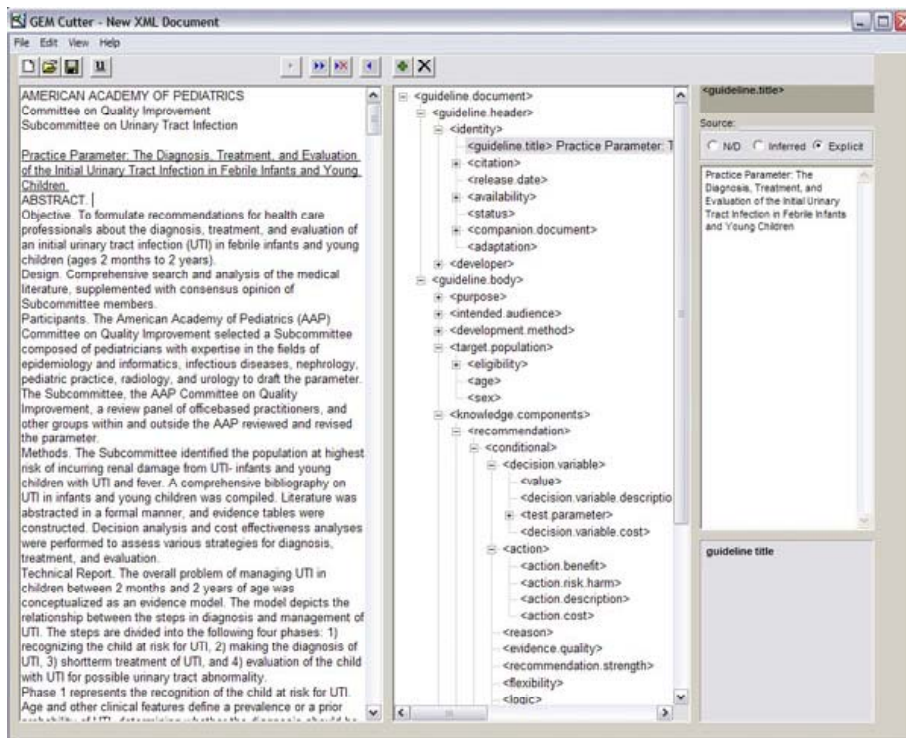 GEM Cutter - New XML Document
File Edit View Help
AMERICAN ACADEMY OF PEDIATRICS
Committee on Quality Improvement
Subcommittee on Urinary Tract Infection
Practice Parameter: The Diagnosis, Treatment, and Evaluation
of the Initial Urinary Tract Infection in Febrile Infants and Young
Children.
ABSTRACT.
Objective. To formulate recommendations for health care
professionals about the diagnosis, treatment, and evaluation of
an initial urinary tract infection (UTI) in febrile infants and young
children (ages 2 months to 2 years).
Design. Comprehensive search and analysis of the medical
literature, supplemented with consensus opinion of
Subcommittee members.
Participants. The American Academy of Pediatrics (AAP)
Committee on Quality Improvement selected a Subcommittee
composed of pediatricians with expertise in the fields of
epidemiology and informatics, infectious diseases, nephrology,
pediatric practice, radiology, and urology to draft the parameter.
The Subcommittee, the AAP Committee on Quality
Improvement, a review panel of officebased practitioners, and
other groups within and outside the AAP reviewed and revised
the parameter.
Methods. The Subcommittee identified the population at highest
risk of incurring renal damage from UTI- infants and young
children with UTI and fever. A comprehensive bibliography on
UTI in infants and young children was compiled. Literature was
abstracted in a formal manner, and evidence tables were
constructed. Decision analysis and cost effectiveness analyses
were performed to assess various strategies for diagnosis,
treatment, and evaluation.
Technical Report. The overall problem of managing UTI in
children between 2 months and 2 years of age was
conceptualized as an evidence model. The model depicts the
relationship between the steps in diagnosis and management of
UTI. The steps are divided into the following four phases: 1)
recognizing the child at risk for UTI, 2) making the diagnosis of
UTI, 3) shortterm treatment of UTI, and 4) evaluation of the child
with UTI for possible urinary tract abnormality.
Phase 1 represents the recognition of the child at risk for UTI.
Age and other clinical features define a prevalence or a prior
<guideline.document>
<guideline.header>
<identity>
<guideline.title> Practice Parameter: T
<citation>
<release.date>
<availability>
<status>
<companion.document>
<adaptation>
<developer>
<guideline.body>
<purpose>
<intended.audience>
<development.method>
<target.population>
<eligibility>
<age>
<sex>
<knowledge.components>
<recommendation>
<conditional>
<decision.variable>
<value>
<decision.variable.descriptio
<test.parameter>
<decision.variable.cost>
<action>
<action.benefit>
<action.risk.harm>
<action.description>
<action.cost>
<reason>
<evidence.quality>
<recommendation.strength>
<flexibility>
<logic>
<guideline.title>
Source:
N/D Inferred Explicit
Practice Parameter: The
Diagnosis, Treatment, and
Evaluation of the Initial Urinary
Tract Infection in Febrile Infants
and Young Children
guideline title